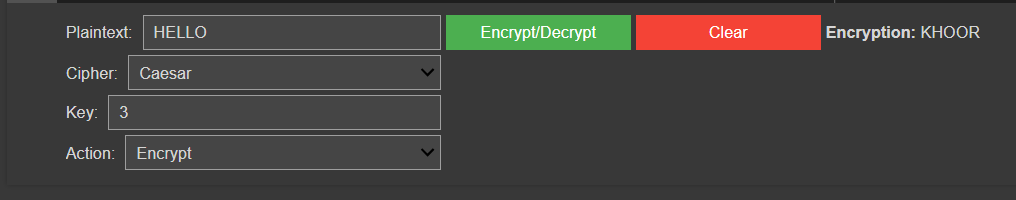 Plaintext: HELLO Encrypt/Decrypt Clear Encryption: KHOOR
Cipher: Caesar
Key: 3
Action: Encrypt